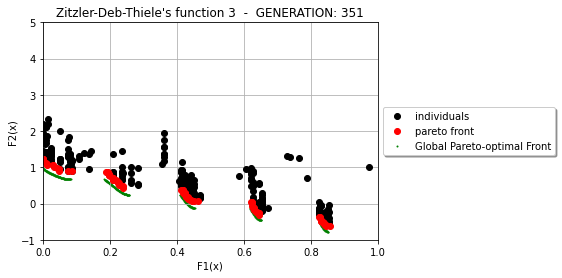 Zitzler-Deb-Thiele's function 3  -  GENERATION: 351
5
4
3
2
1
0
−1
F2(x)
0.0 0.2 0.4 0.6 0.8 1.0
F1(x)
individuals
pareto front
Global Pareto-optimal Front